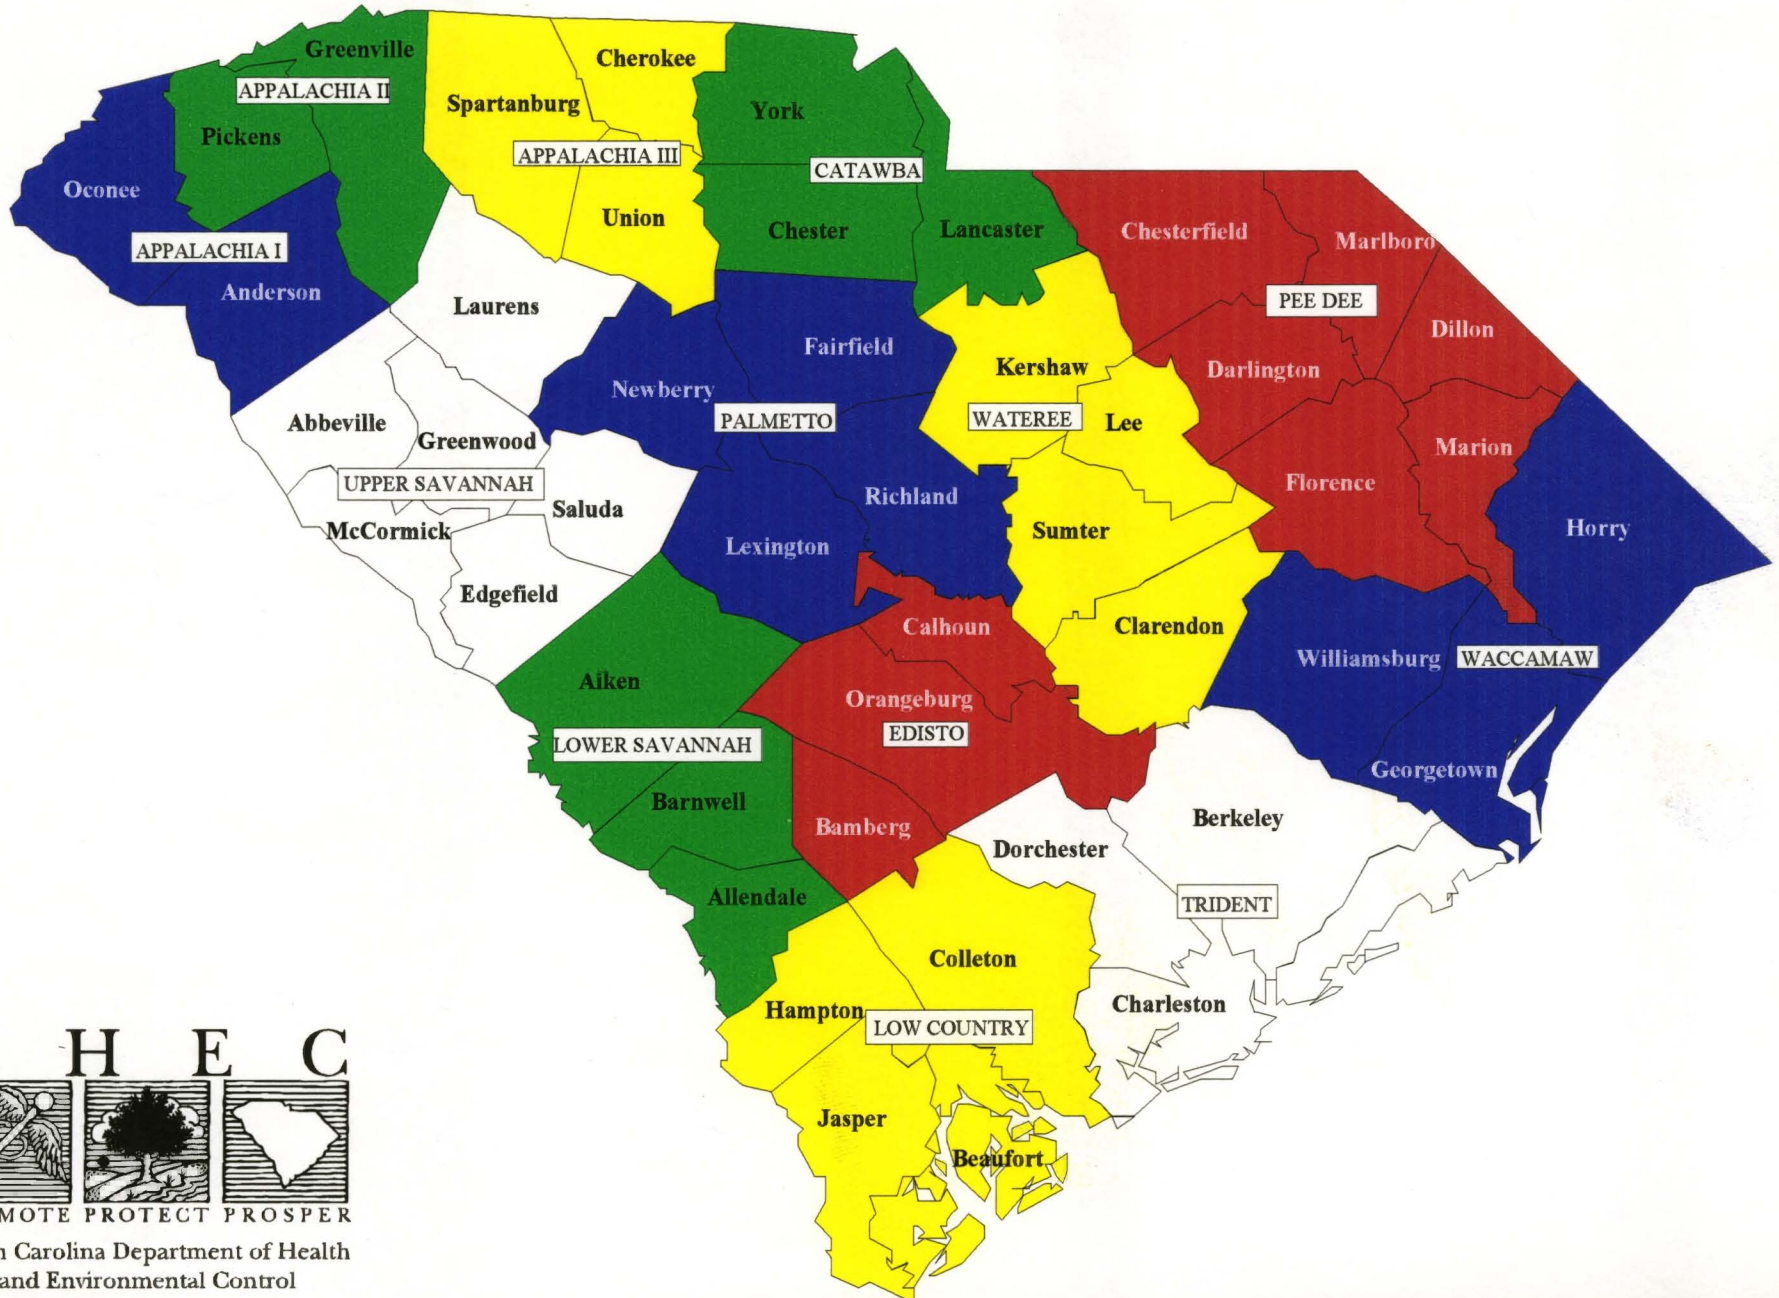 Greenville
Cherokee
APPALACHIA II
Spartanburg
York
Pickens
APPALACHIA III
CATAWBA
Oconee
Union
Chester
Lancaster
Chesterfield
Marlboro
APPALACHIA I
Anderson
Laurens
PEE DEE
Dillon
Fairfield
Kershaw
Darlington
Newberry
Abbeville
Greenwood
PALMETTO
WATEREE
Lee
Marion
UPPER SAVANNAH
Richland
Florence
Saluda
McCormick
Sumter
Horry
Lexington
Edgefield
Calhoun
Clarendon
Williamsburg
WACCAMAW
Aiken
Orangeburg
EDISTO
LOWER SAVANNAH
Georgetown
Barnwell
Bamberg
Berkeley
Dorchester
Allendale
TRIDENT
Colleton
Hampton
Charleston
LOW COUNTRY
Jasper
Beaufort
H E C
MOTE PROTECT PROSPER
Carolina Department of Health
and Environmental Control